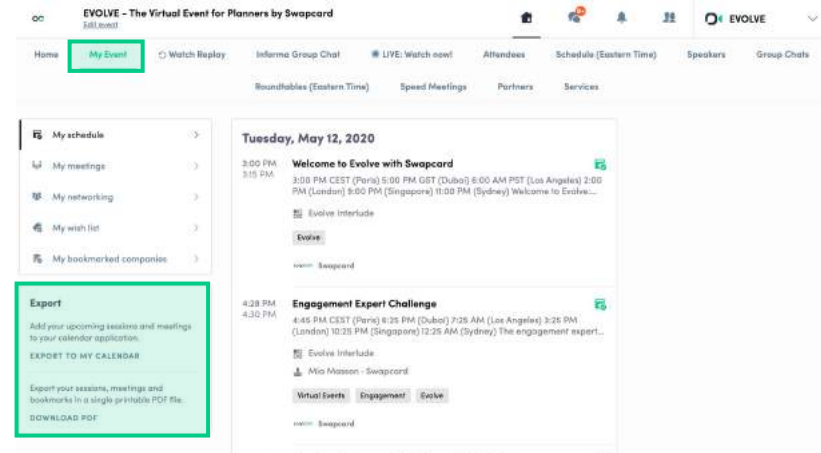 EVOLVE - The Virtual Event for Planners by Swapcard
Edit event
EVOLVE
Home
My Event
Watch Replay
Informa Group Chat
LIVE: Watch now!
Attendees
Schedule (Eastern Time)
Speakers
Group Chats
Roundtables (Eastern Time)
Speed Meetings
Partners
Services
My schedule
My meetings
My networking
My wish list
My bookmarked companies
Export
Add your upcoming sessions and meetings
to your calendar application.
EXPORT TO MY CALENDAR
Export your sessions, meetings and
bookmarks in a single printable PDF file.
DOWNLOAD PDF
Tuesday, May 12, 2020
3:00 PM
3:15 PM
Welcome to Evolve with Swapcard
3:00 PM CEST (Paris) 5:00 PM GST (Dubai) 6:00 AM PST (Los Angeles) 2:00
PM (London) 9:00 PM (Singapore) 11:00 PM (Sydney) Welcome to Evolve:...
Evolve Interlude
Evolve
Swapcard
4:28 PM
4:30 PM
Engagement Expert Challenge
4:45 PM CEST (Paris) 6:25 PM (Dubai) 7:25 AM (Los Angeles) 3:25 PM
(London) 10:25 PM (Singapore) 12:25 AM (Sydney) The engagement expert...
Evolve Interlude
Mia Masson - Swapcard
Virtual Events
Engagement
Evolve
Swapcard